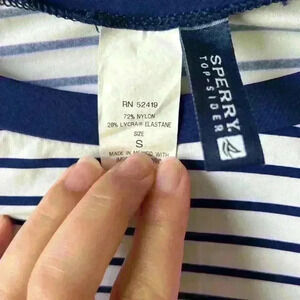 RN 52419
72% NYLON
28% LYCRA® ELASTANE
SIZE
S
MADE IN MEXICO WITH
SPERRY
TOP-SIDER